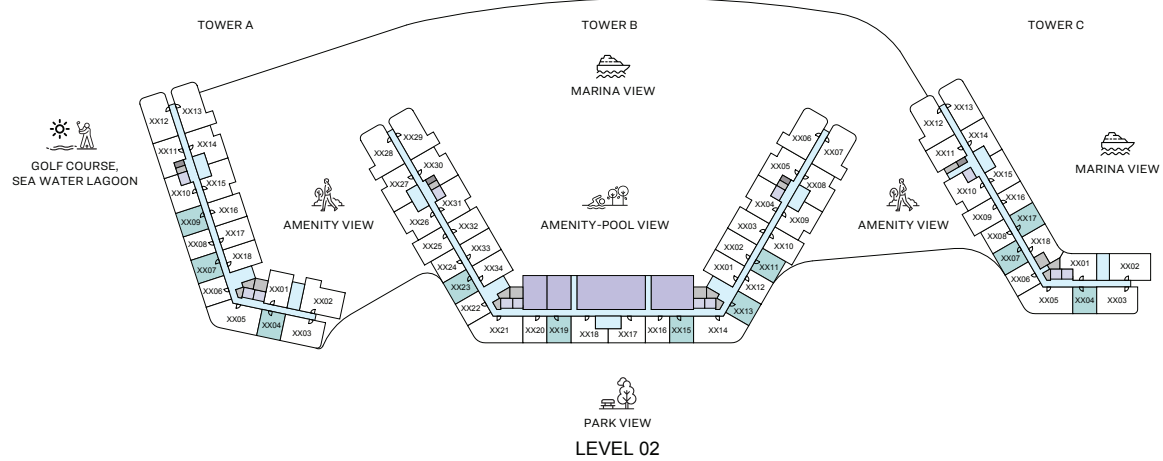 TOWER A
TOWER B
TOWER C
MARINA VIEW
GOLF COURSE,
SEA WATER LAGOON
AMENITY VIEW
AMENITY-POOL VIEW
AMENITY VIEW
MARINA VIEW
XX13
XX12
XX14
XX11
XX15
XX10
XX16
XX09
XX17
XX08
XX18
XX07
XX06
XX01
XX02
XX05
XX04
XX03
XX29
XX28
XX30
XX27
XX31
XX26
XX32
XX25
XX33
XX24
XX34
XX23
XX22
XX21
XX20
XX19
XX18
XX17
XX16
XX15
XX14
XX13
XX12
XX11
XX01
XX10
XX02
XX03
XX09
XX04
XX08
XX05
XX07
XX06
XX13
XX12
XX14
XX11
XX15
XX10
XX16
XX09
XX17
XX08
XX18
XX07
XX06
XX01
XX02
XX05
XX04
XX03
PARK VIEW
LEVEL 02